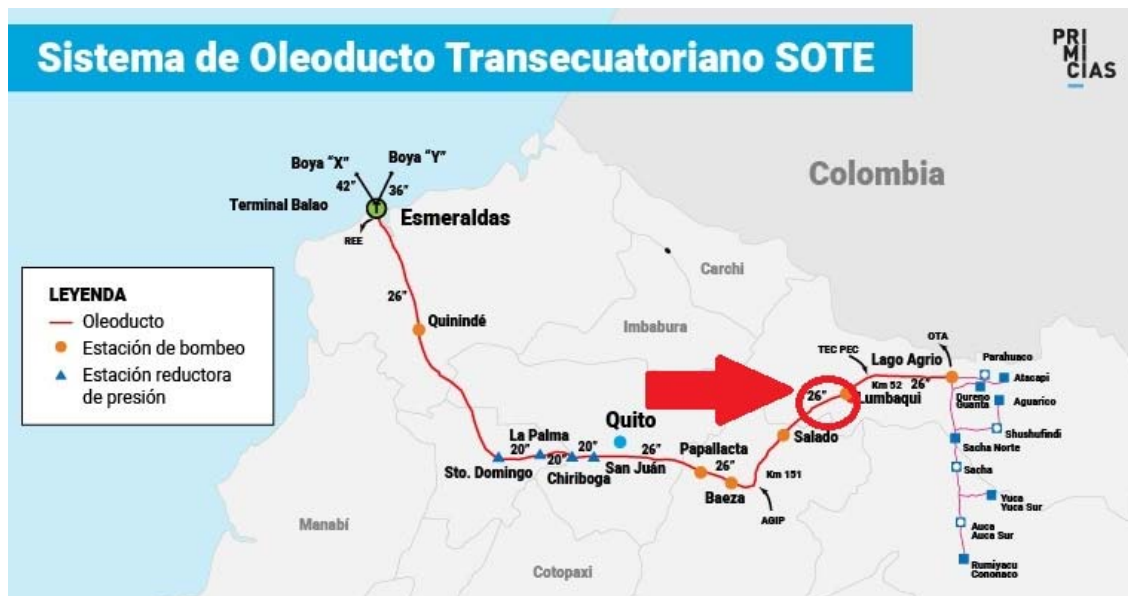 Sistema de Oleoducto Transecuatoriano SOTE
PRI
MI
CIAS
Boya "X"
Boya "Y"
42"
36"
Terminal Balao
T
Esmeraldas
REE
Colombia
LEYENDA
Oleoducto
Estación de bombeo
Estación reductora
de presión
26"
Quinindé
Carchi
Imbabura
OTA
TEC PEC
Lago Agrio
Parahuaco
Km 52
26"
Atacapi
26"
Lumbaqui
Dureno
Guanta
Aguarico
Quito
Salado
Shushufindi
Sacha Norte
La Palma
20"
20"
20"
Sto. Domingo
Chiriboga
San Juán
26"
Papallacta
26"
Baeza
Km 151
Sacha
AGIP
Yuca
Yuca Sur
Manabí
Auca
Auca Sur
Cotopaxi
Rumiyacu
Cononaco